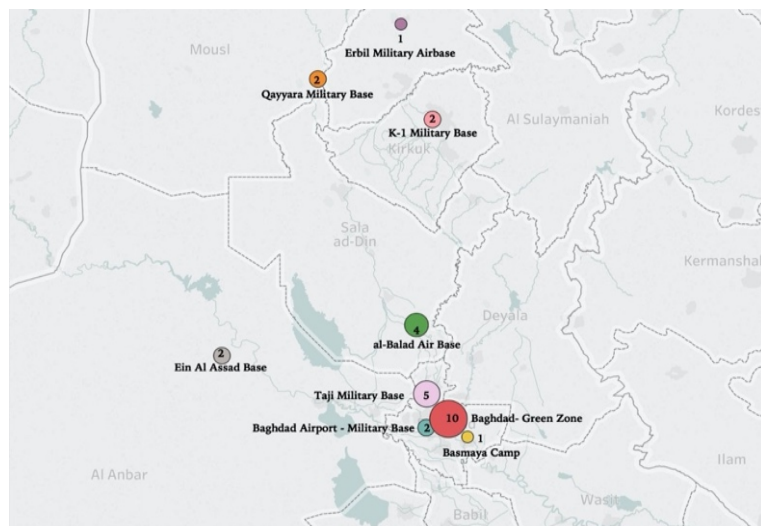 1
Erbil Military Airbase
Mousl
2
Qayyara Military Base
2
K-1 Military Base
Kirkuk
Al Sulaymaniah
Kordes
Sala
ad-Din
Kermanshal
Deyala
4
al-Balad Air Base
2
Ein Al Assad Base
Taji Military Base
5
10
Baghdad- Green Zone
Baghdad Airport - Military Base
2
1
Basmaya Camp
Al Anbar
Ilam
Wasit
Babil